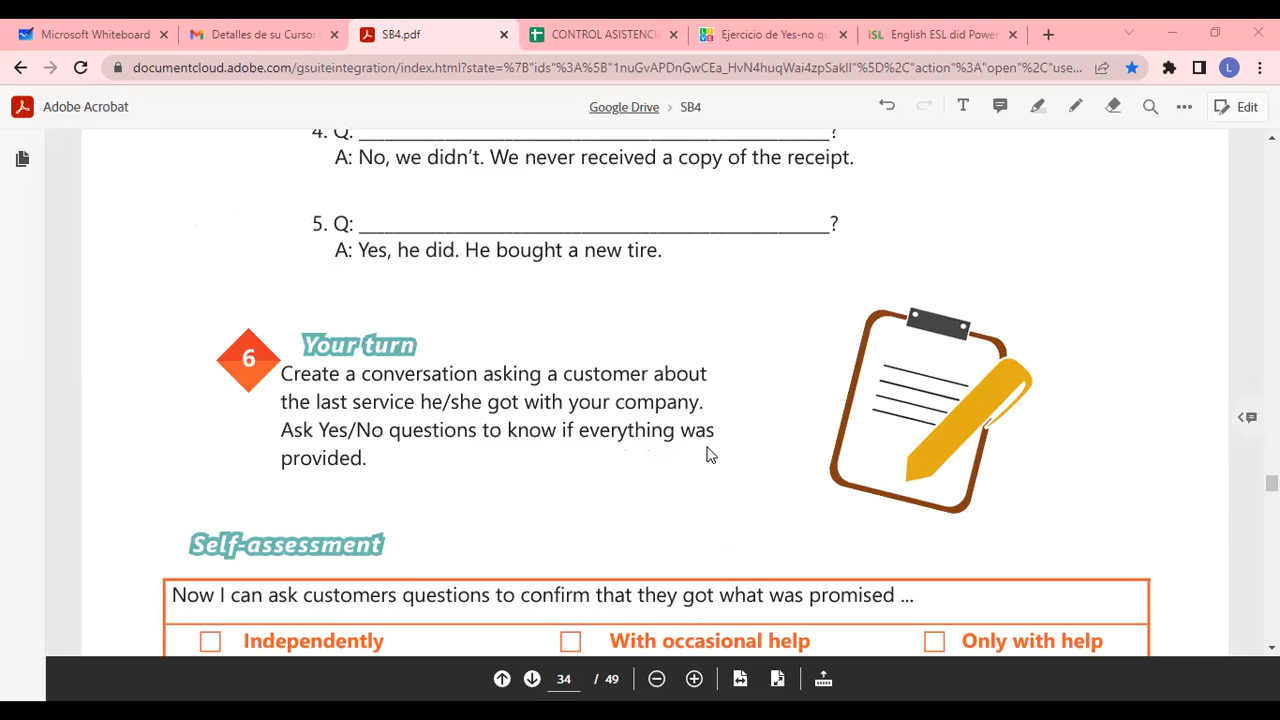 Microsoft Whiteboard
Detalles de su Curso:
SB4.pdf
CONTROL ASISTENCI
Ejercicio de Yes-no qu
English ESL did Power
documentcloud.adobe.com/gsuiteintegration/index.html?state=%7B"ids"%3A%5B"1nuGvAPDnGwCEa_HvN4huqWai4zpSakIl"%5D%2C"action"%3A"open"%2C"use...
L
Adobe Acrobat
Google Drive > SB4
Edit
4. Q: ?
A: No, we didn't. We never received a copy of the receipt.
5. Q: ?
A: Yes, he did. He bought a new tire.
6
Your turn
Create a conversation asking a customer about
the last service he/she got with your company.
Ask Yes/No questions to know if everything was
provided.
Self-assessment
Now I can ask customers questions to confirm that they got what was promised ...
Independently
With occasional help
Only with help
34 / 49